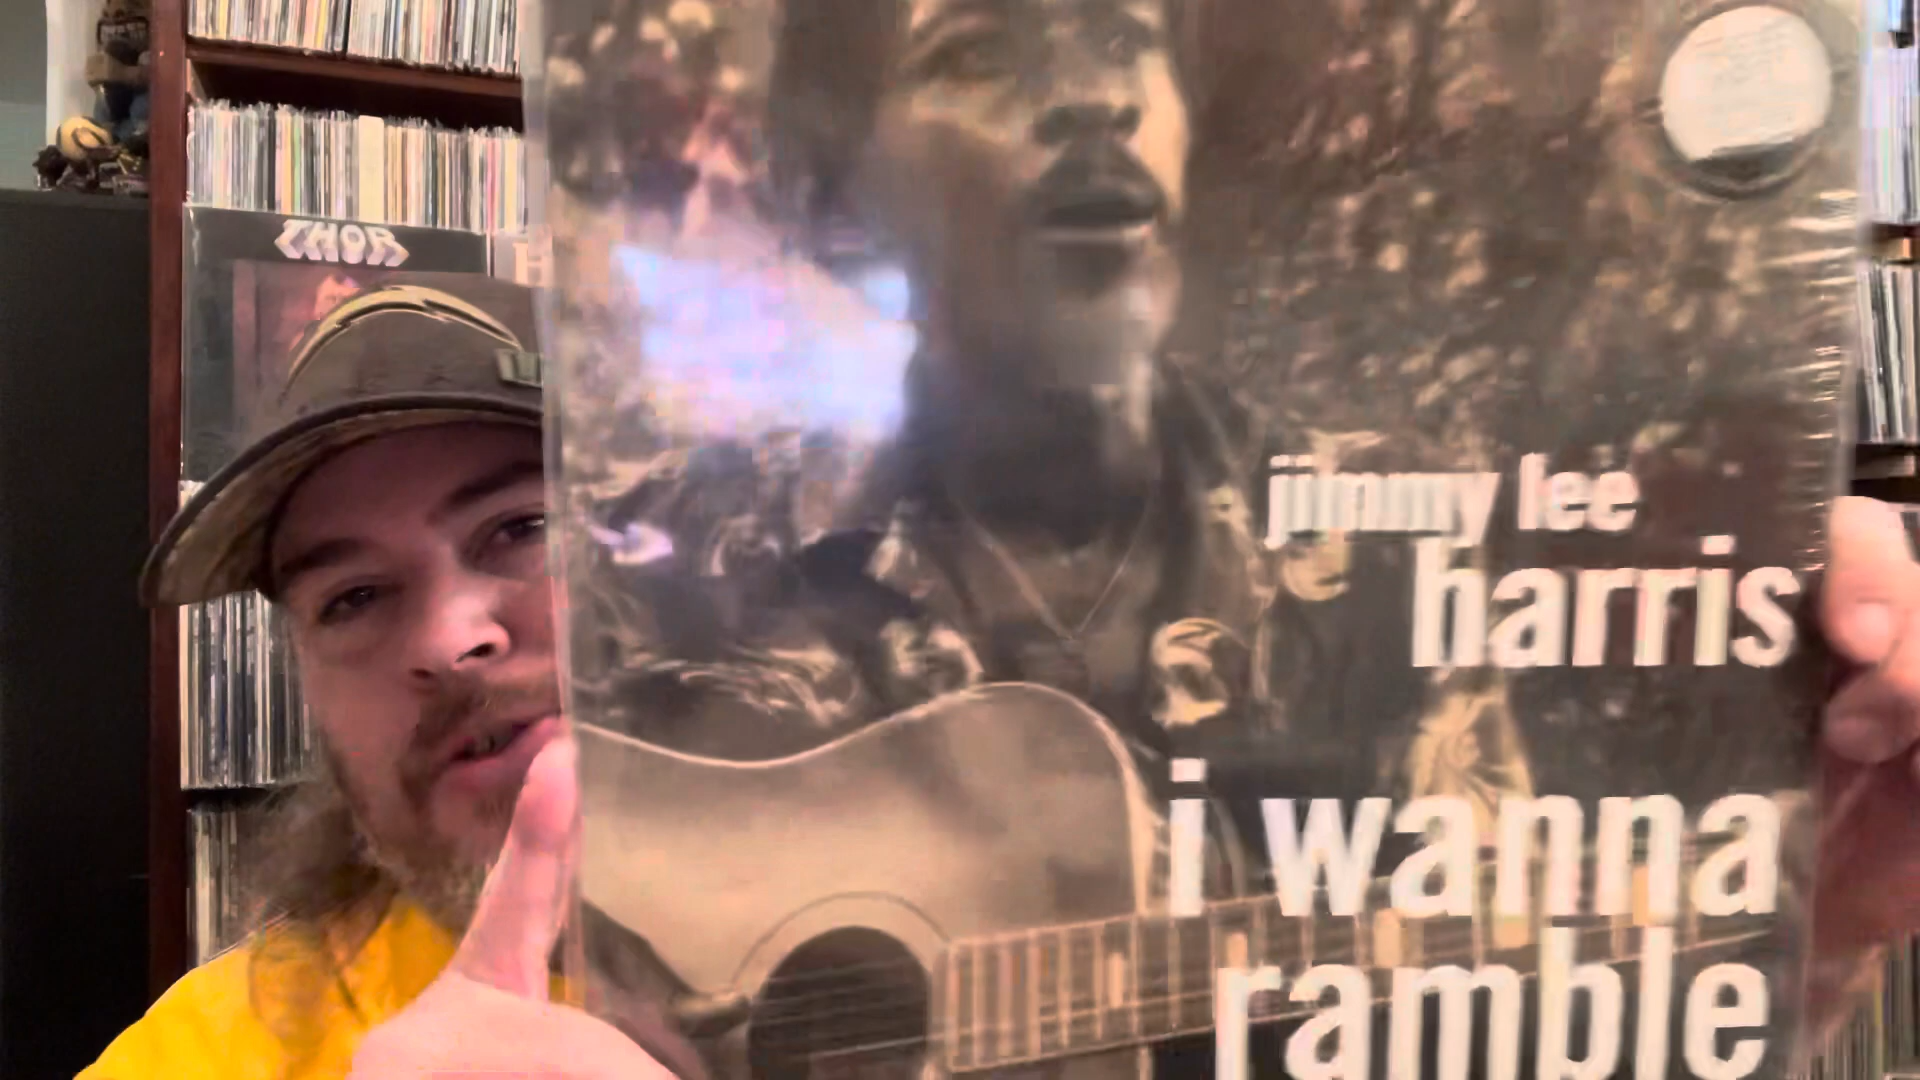 THOR
jimmy lee
harris
i wanna
ramble